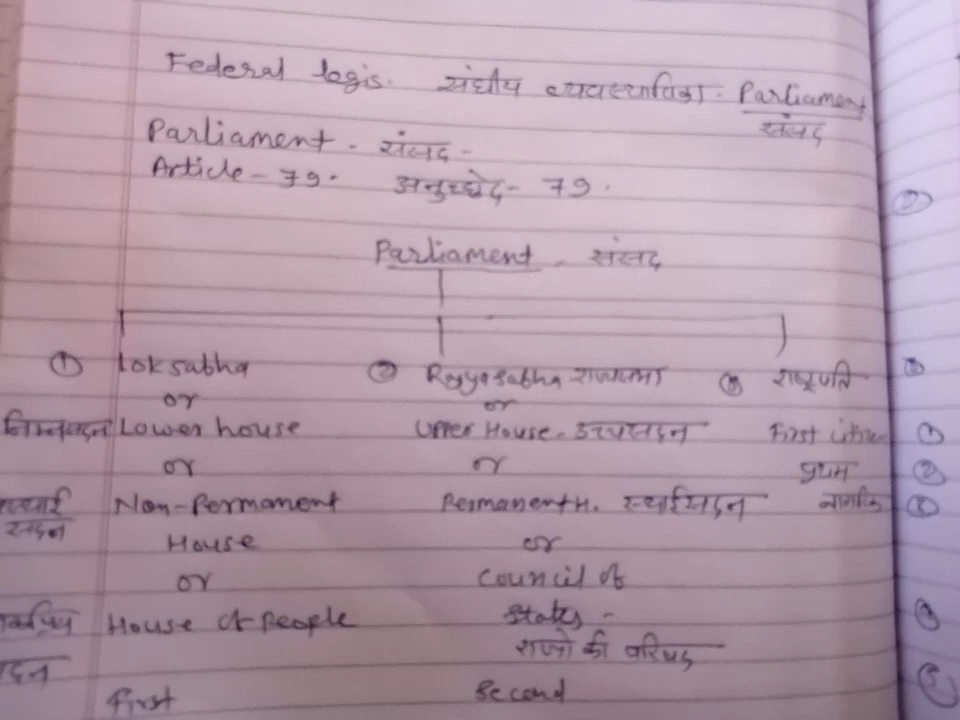 Federal legis. संघीय व्यवस्थापिका - Parliament
संसद
Parliament - संसद -
Article - 79. अनुच्छेद - 79.
Parliament - संसद
① Loksabha ② Rajyasabha राज्यसभा ③ राष्ट्रपति
or or
निम्नसदन Lower house Upper House - उच्चसदन First citizen
or or प्रथम
Non-Permanent Permanent H. स्थाईसदन
सदन House or
or Council of
House of People States -
राज्यो की परिषद
First Second